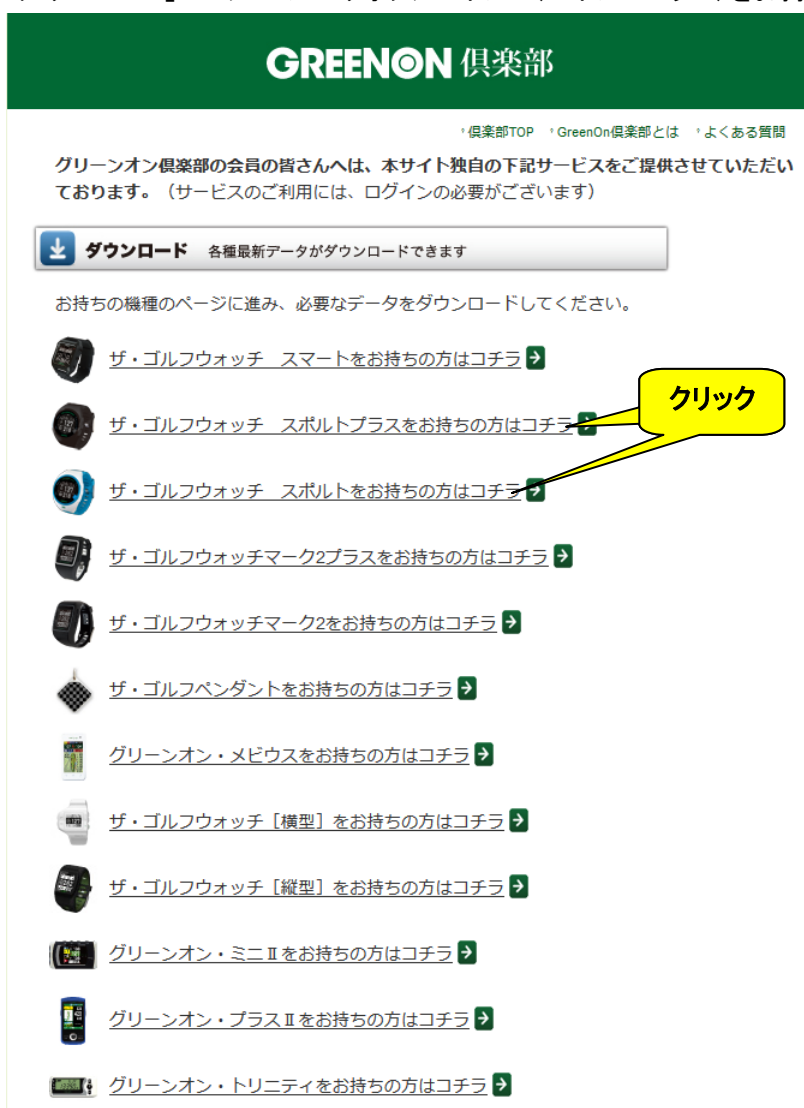 GREENON 倶楽部
倶楽部TOP GreenOn倶楽部とは よくある質問
グリーンオン倶楽部の会員の皆さんへは、本サイト独自の下記サービスをご提供させていただい
ております。（サービスのご利用には、ログインの必要がございます）
ダウンロード 各種最新データがダウンロードできます
お持ちの機種のページに進み、必要なデータをダウンロードしてください。
ザ・ゴルフウォッチ　スマートをお持ちの方はコチラ
クリック
ザ・ゴルフウォッチ　スポルトプラスをお持ちの方はコチラ
ザ・ゴルフウォッチ　スポルトをお持ちの方はコチラ
ザ・ゴルフウォッチマーク2プラスをお持ちの方はコチラ
ザ・ゴルフウォッチマーク2をお持ちの方はコチラ
ザ・ゴルフペンダントをお持ちの方はコチラ
グリーンオン・メビウスをお持ちの方はコチラ
ザ・ゴルフウォッチ［横型］をお持ちの方はコチラ
ザ・ゴルフウォッチ［縦型］をお持ちの方はコチラ
グリーンオン・ミニⅡをお持ちの方はコチラ
グリーンオン・プラスⅡをお持ちの方はコチラ
グリーンオン・トリニティをお持ちの方はコチラ